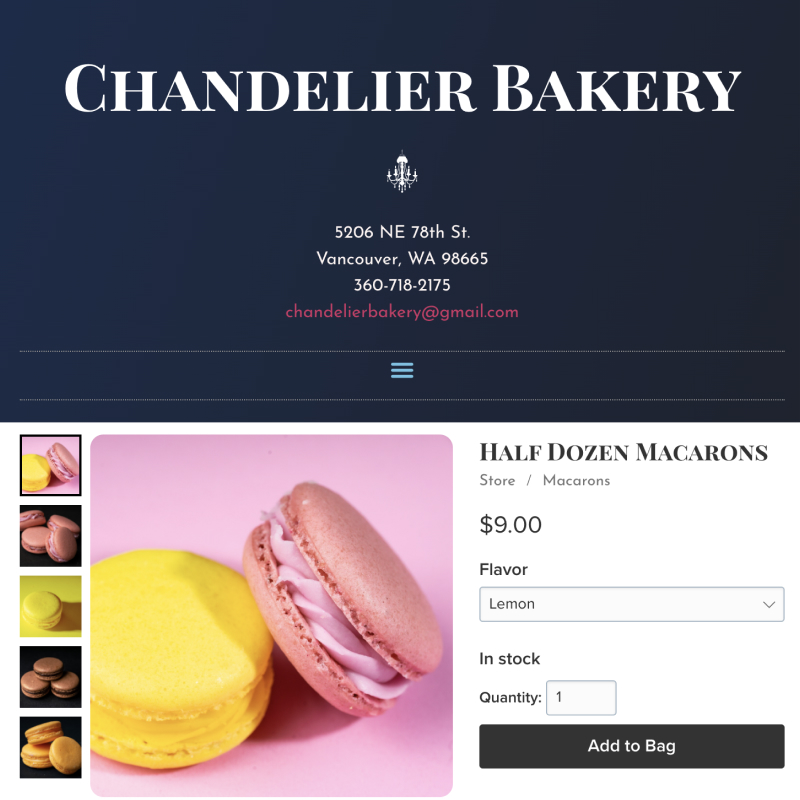 Chandelier Bakery
5206 NE 78th St.
Vancouver, WA 98665
360-718-2175
chandelierbakery@gmail.com
Half Dozen Macarons
Store / Macarons
$9.00
Flavor
Lemon
In stock
Quantity: 1
Add to Bag